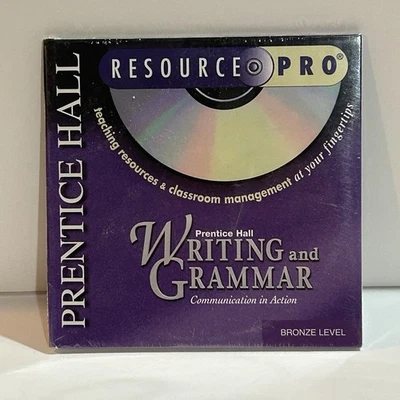 PRENTICE HALL
RESOURCE PRO®
teaching resources & classroom management at your fingertips
Prentice Hall
WRITING and
GRAMMAR
Communication in Action
BRONZE LEVEL